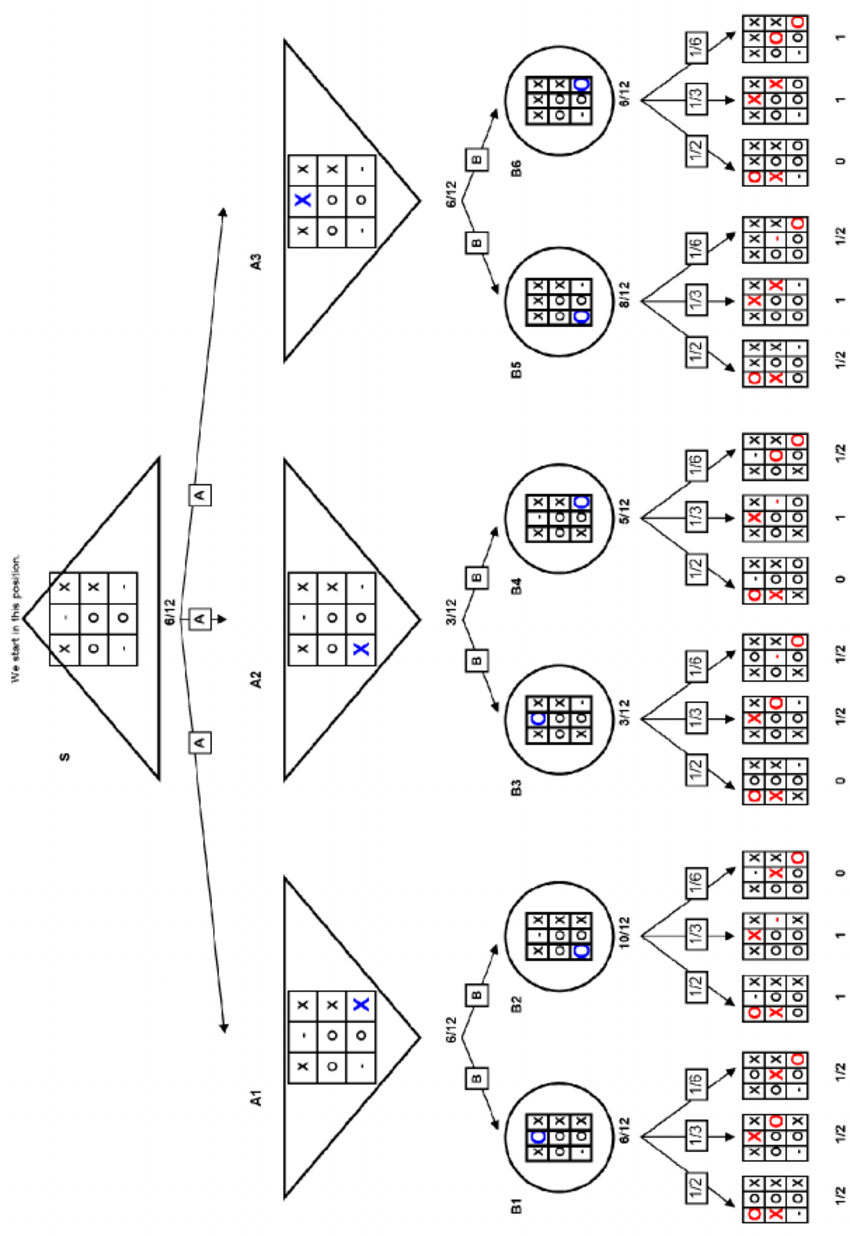 We start in this position.
S
X - X
O O X
- O -
6/12
A A A
A1 A2 A3
X - X X - X X X X
O O X O O X O O X
- O X X O - - O -
6/12 3/12 6/12
B B B B B B
B1 B2 B3 B4 B5 B6
X O X X - X X O X X - X X X X X X X
O O X O O X O O X O O X O O X O O X
- O X O O X X O - X O O O O - - O O
6/12 10/12 3/12 5/12 8/12 6/12
1/2 1/3 1/6 1/2 1/3 1/6 1/2 1/3 1/6 1/2 1/3 1/6 1/2 1/3 1/6 1/2 1/3 1/6
O O X X X X X O X O - X X X X X - X O O X X X X X O X O - X X X X X - X O X X X X X X X X O X X X X X X X X
X O X O O O O X X X O X O O - O X X X O X O O O O - X X O X O O - O O X X O X O O X O - X X O X O O X O O X
- O X - O X - O O O O X O O X O O O X O - X O - X O O X O O X O O X O O O O - O O - O O O - O O - O O - O O
1/2 1/2 1/2 1 1 0 0 1/2 1/2 0 1 1/2 1/2 1 1/2 0 1 1